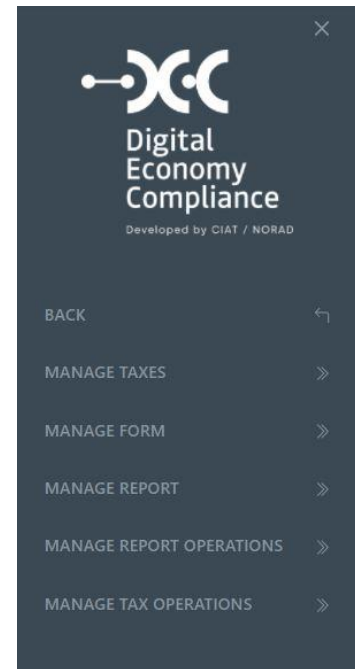 Digital
Economy
Compliance
Developed by CIAT / NORAD
BACK
MANAGE TAXES
MANAGE FORM
MANAGE REPORT
MANAGE REPORT OPERATIONS
MANAGE TAX OPERATIONS